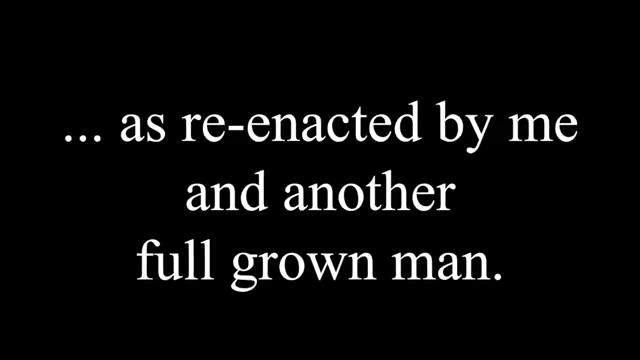 ... as re-enacted by me
and another
full grown man.